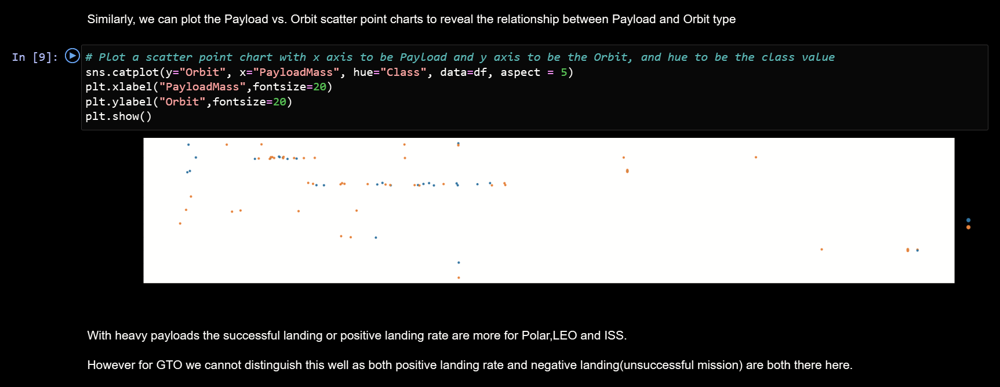 Similarly, we can plot the Payload vs. Orbit scatter point charts to reveal the relationship between Payload and Orbit type
In [9]:
# Plot a scatter point chart with x axis to be Payload and y axis to be the Orbit, and hue to be the class value
sns.catplot(y="Orbit", x="PayloadMass", hue="Class", data=df, aspect = 5)
plt.xlabel("PayloadMass",fontsize=20)
plt.ylabel("Orbit",fontsize=20)
plt.show()
With heavy payloads the successful landing or positive landing rate are more for Polar,LEO and ISS.
However for GTO we cannot distinguish this well as both positive landing rate and negative landing(unsuccessful mission) are both there here.